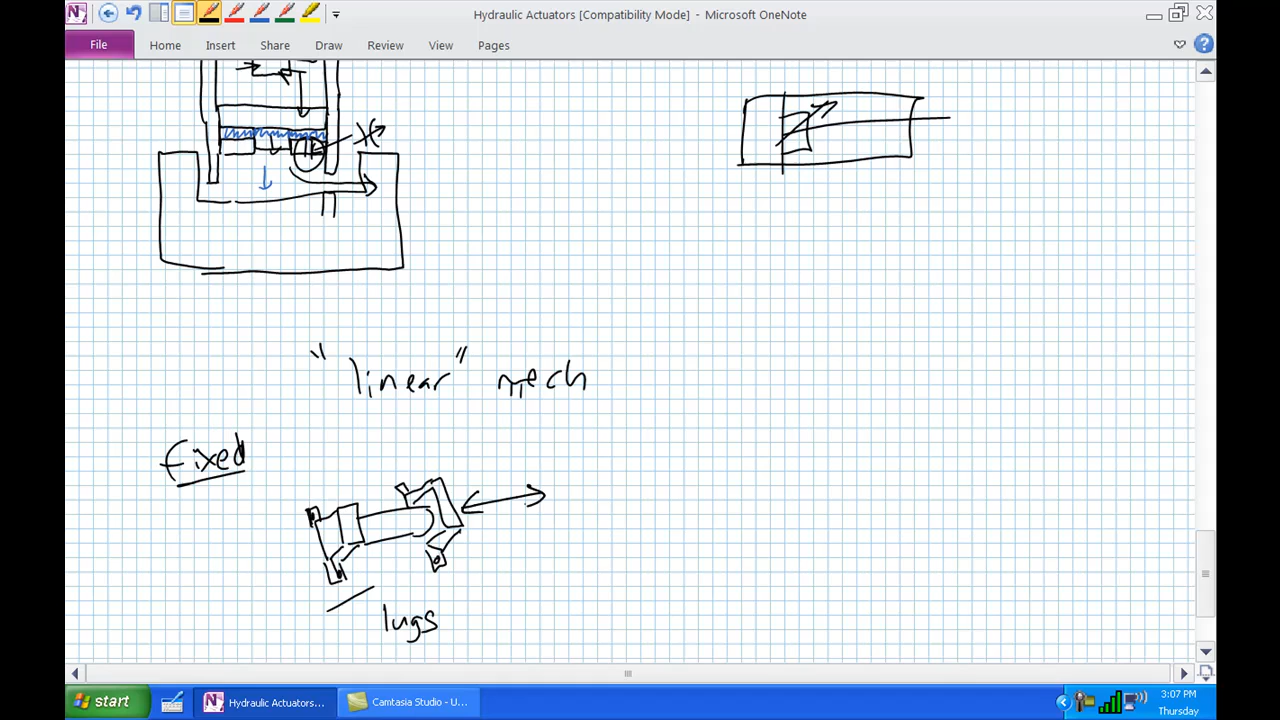 Hydraulic Actuators [Compatibility Mode] - Microsoft OneNote
File Home Insert Share Draw Review View Pages
X
"linear" mech
fixed
lugs
start Hydraulic Actuators... Camtasia Studio - U... 3:07 PM
Thursday